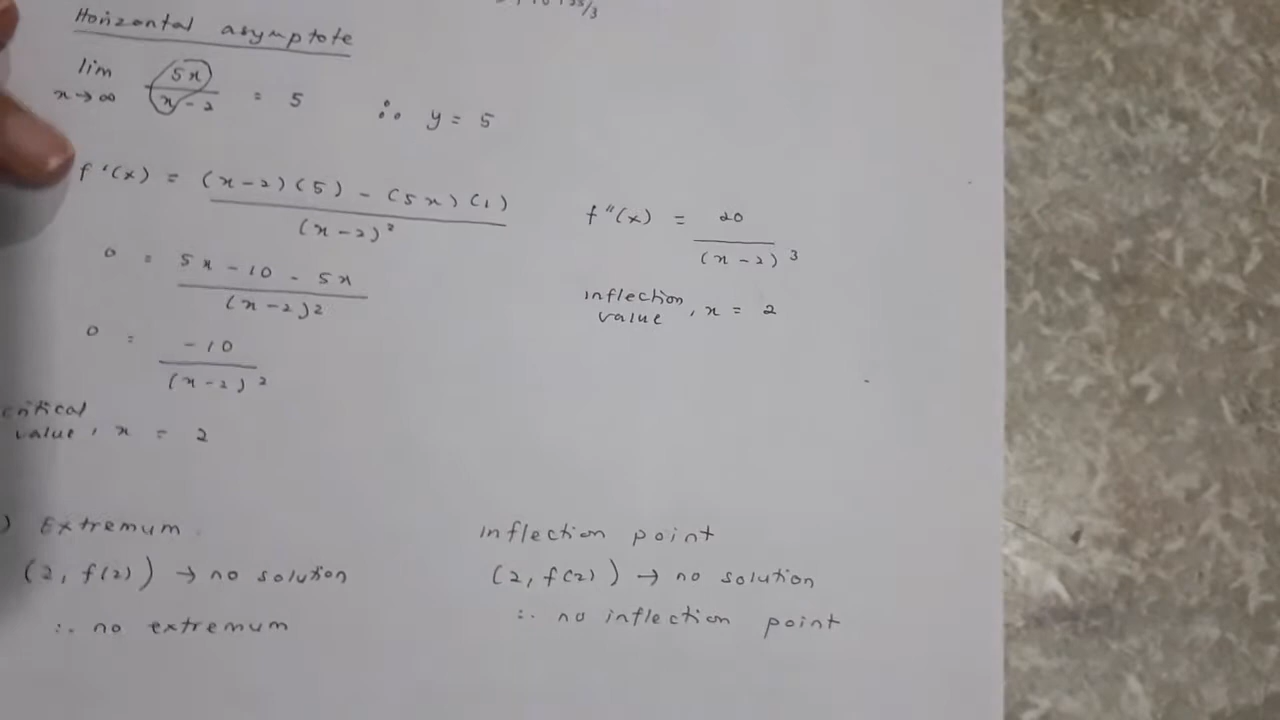 Horizontal asymptote
lim x→∞ 5x/(x-2) = 5 ∴ y = 5
f'(x) = ((x-2)(5) - (5x)(1))/(x-2)²
0 = (5x-10-5x)/(x-2)²
0 = -10/(x-2)²
critical
value, x = 2
f"(x) = 20/(x-2)³
inflection
value, x = 2
) Extremum
(2, f(2)) → no solution
∴ no extremum
Inflection point
(2, f(2)) → no solution
∴ no inflection point